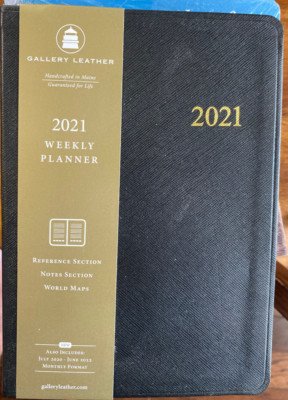 GALLERY LEATHER
Handcrafted in Maine
Guaranteed for Life
2021
WEEKLY
PLANNER
2021
REFERENCE SECTION
NOTES SECTION
WORLD MAPS
ALSO INCLUDED:
JULY 2020 - JUNE 2022
MONTHLY FORMAT
galleryleather.com